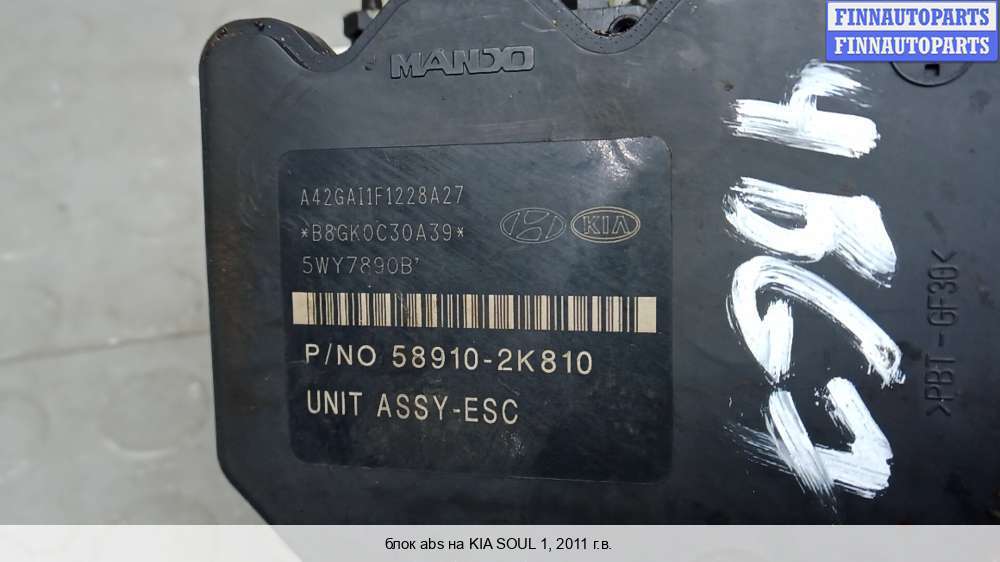 FINNAUTOPARTS
FINNAUTOPARTS
MANDO
A42GAI1F1228A27
*B8GK0C30A39*
5WY7890B
KIA
P/NO 58910-2K810
UNIT ASSY-ESC
>PBT-GF30<
блок abs на KIA SOUL 1, 2011 г.в.